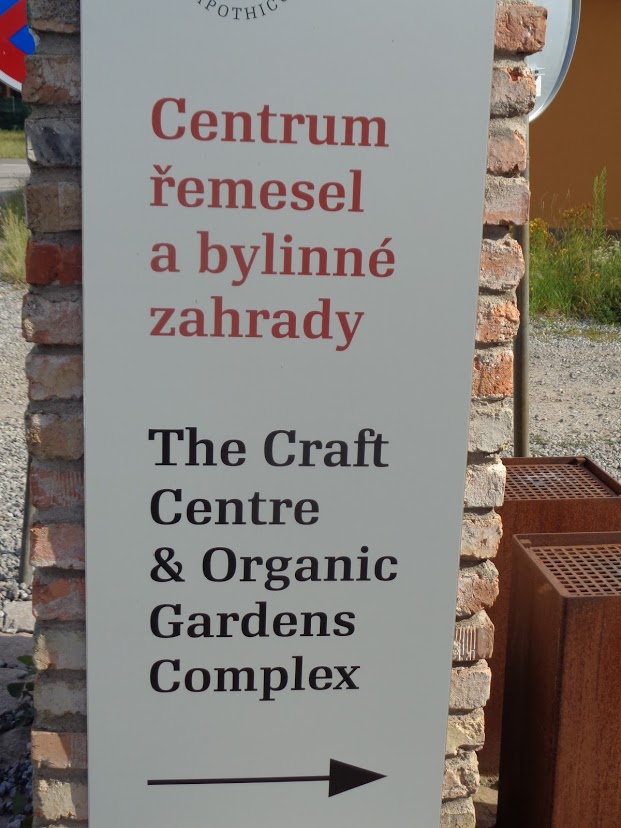 Centrum
řemesel
a bylinné
zahrady
The Craft
Centre
& Organic
Gardens
Complex